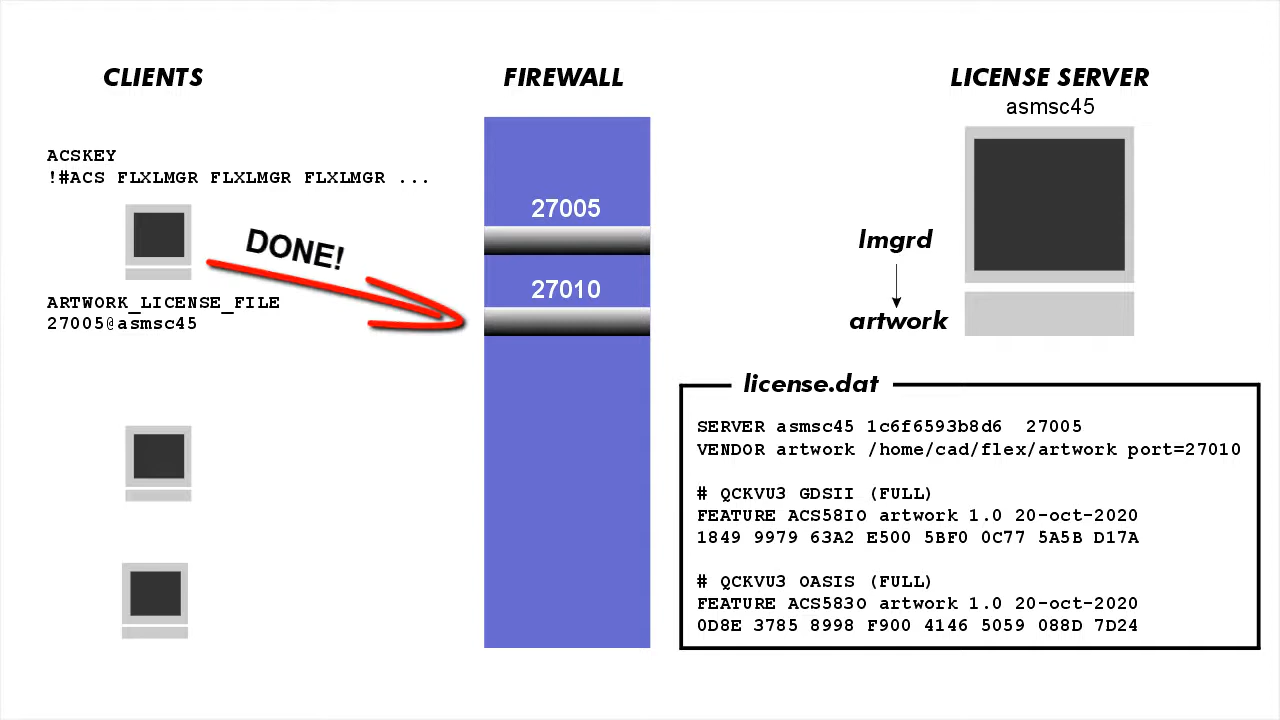 CLIENTS
FIREWALL
LICENSE SERVER
asmsc45
ACSKEY
!#ACS FLXLMGR FLXLMGR FLXLMGR ...
27005
DONE!
lmgrd
27010
ARTWORK_LICENSE_FILE
27005@asmsc45
artwork
license.dat
SERVER asmsc45 1c6f6593b8d6 27005
VENDOR artwork /home/cad/flex/artwork port=27010
# QCKVU3 GDSII (FULL)
FEATURE ACS58IO artwork 1.0 20-oct-2020
1849 9979 63A2 E500 5BF0 0C77 5A5B D17A
# QCKVU3 OASIS (FULL)
FEATURE ACS583O artwork 1.0 20-oct-2020
0D8E 3785 8998 F900 4146 5059 088D 7D24